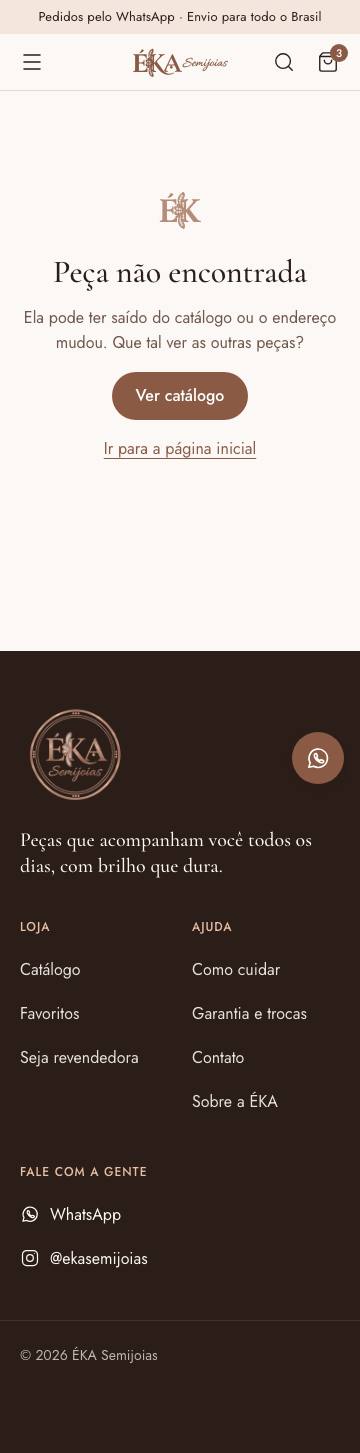 Pedidos pelo WhatsApp · Envio para todo o Brasil
ÉKA Semijoias
3
ÉK
Peça não encontrada
Ela pode ter saído do catálogo ou o endereço
mudou. Que tal ver as outras peças?
Ver catálogo
Ir para a página inicial
ÉKA
Semijoias
Peças que acompanham você todos os
dias, com brilho que dura.
LOJA
Catálogo
Favoritos
Seja revendedora
AJUDA
Como cuidar
Garantia e trocas
Contato
Sobre a ÉKA
FALE COM A GENTE
WhatsApp
@ekasemijoias
© 2026 ÉKA Semijoias